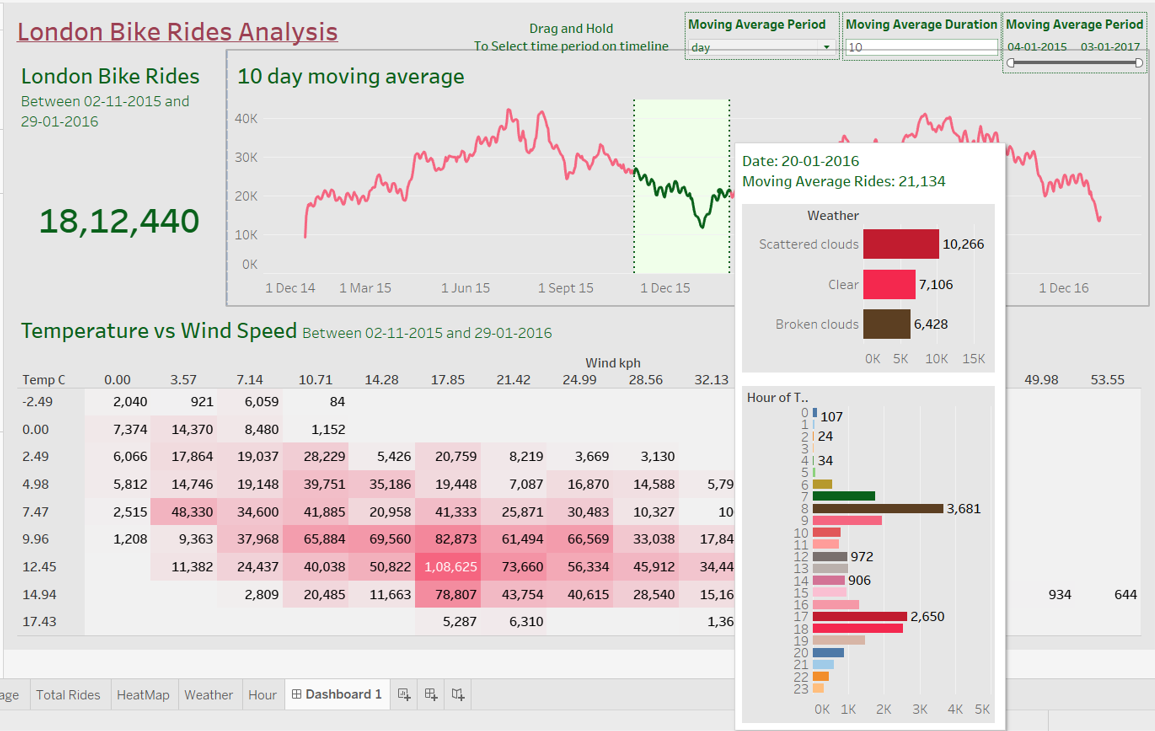 London Bike Rides Analysis
Drag and Hold
To Select time period on timeline
Moving Average Period
day
Moving Average Duration
10
Moving Average Period
04-01-2015 03-01-2017
London Bike Rides
Between 02-11-2015 and
29-01-2016
18,12,440
10 day moving average
40K
30K
20K
10K
0K
1 Dec 14 1 Mar 15 1 Jun 15 1 Sept 15 1 Dec 15 1 Dec 16
Date: 20-01-2016
Moving Average Rides: 21,134
Weather
Scattered clouds 10,266
Clear 7,106
Broken clouds 6,428
0K 5K 10K 15K
Hour of T..
0 107
1
2 24
3
4 34
5
6
7
8 3,681
9
10
11
12 972
13
14 906
15
16
17 2,650
18
19
20
21
22
23
0K 1K 2K 3K 4K 5K
Temperature vs Wind Speed Between 02-11-2015 and 29-01-2016
Wind kph
Temp C 0.00 3.57 7.14 10.71 14.28 17.85 21.42 24.99 28.56 32.13 49.98 53.55
-2.49 2,040 921 6,059 84
0.00 7,374 14,370 8,480 1,152
2.49 6,066 17,864 19,037 28,229 5,426 20,759 8,219 3,669 3,130
4.98 5,812 14,746 19,148 39,751 35,186 19,448 7,087 16,870 14,588 5,79
7.47 2,515 48,330 34,600 41,885 20,958 41,333 25,871 30,483 10,327 10
9.96 1,208 9,363 37,968 65,884 69,560 82,873 61,494 66,569 33,038 17,84
12.45 11,382 24,437 40,038 50,822 1,08,625 73,660 56,334 45,912 34,44
14.94 2,809 20,485 11,663 78,807 43,754 40,615 28,540 15,16 934 644
17.43 5,287 6,310 1,36
age Total Rides HeatMap Weather Hour Dashboard 1